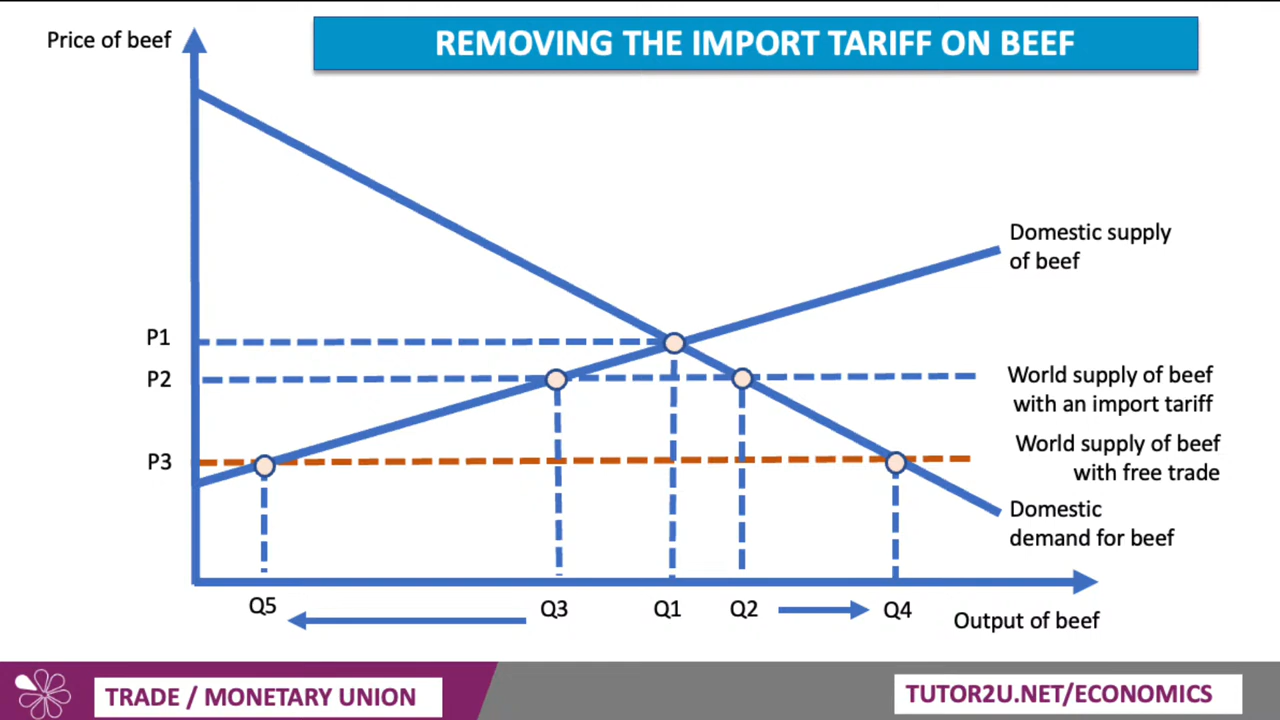 Price of beef
REMOVING THE IMPORT TARIFF ON BEEF
Domestic supply
of beef
P1
P2
World supply of beef
with an import tariff
P3
World supply of beef
with free trade
Domestic
demand for beef
Q5
Q3
Q1
Q2
Q4
Output of beef
TRADE / MONETARY UNION
TUTOR2U.NET/ECONOMICS